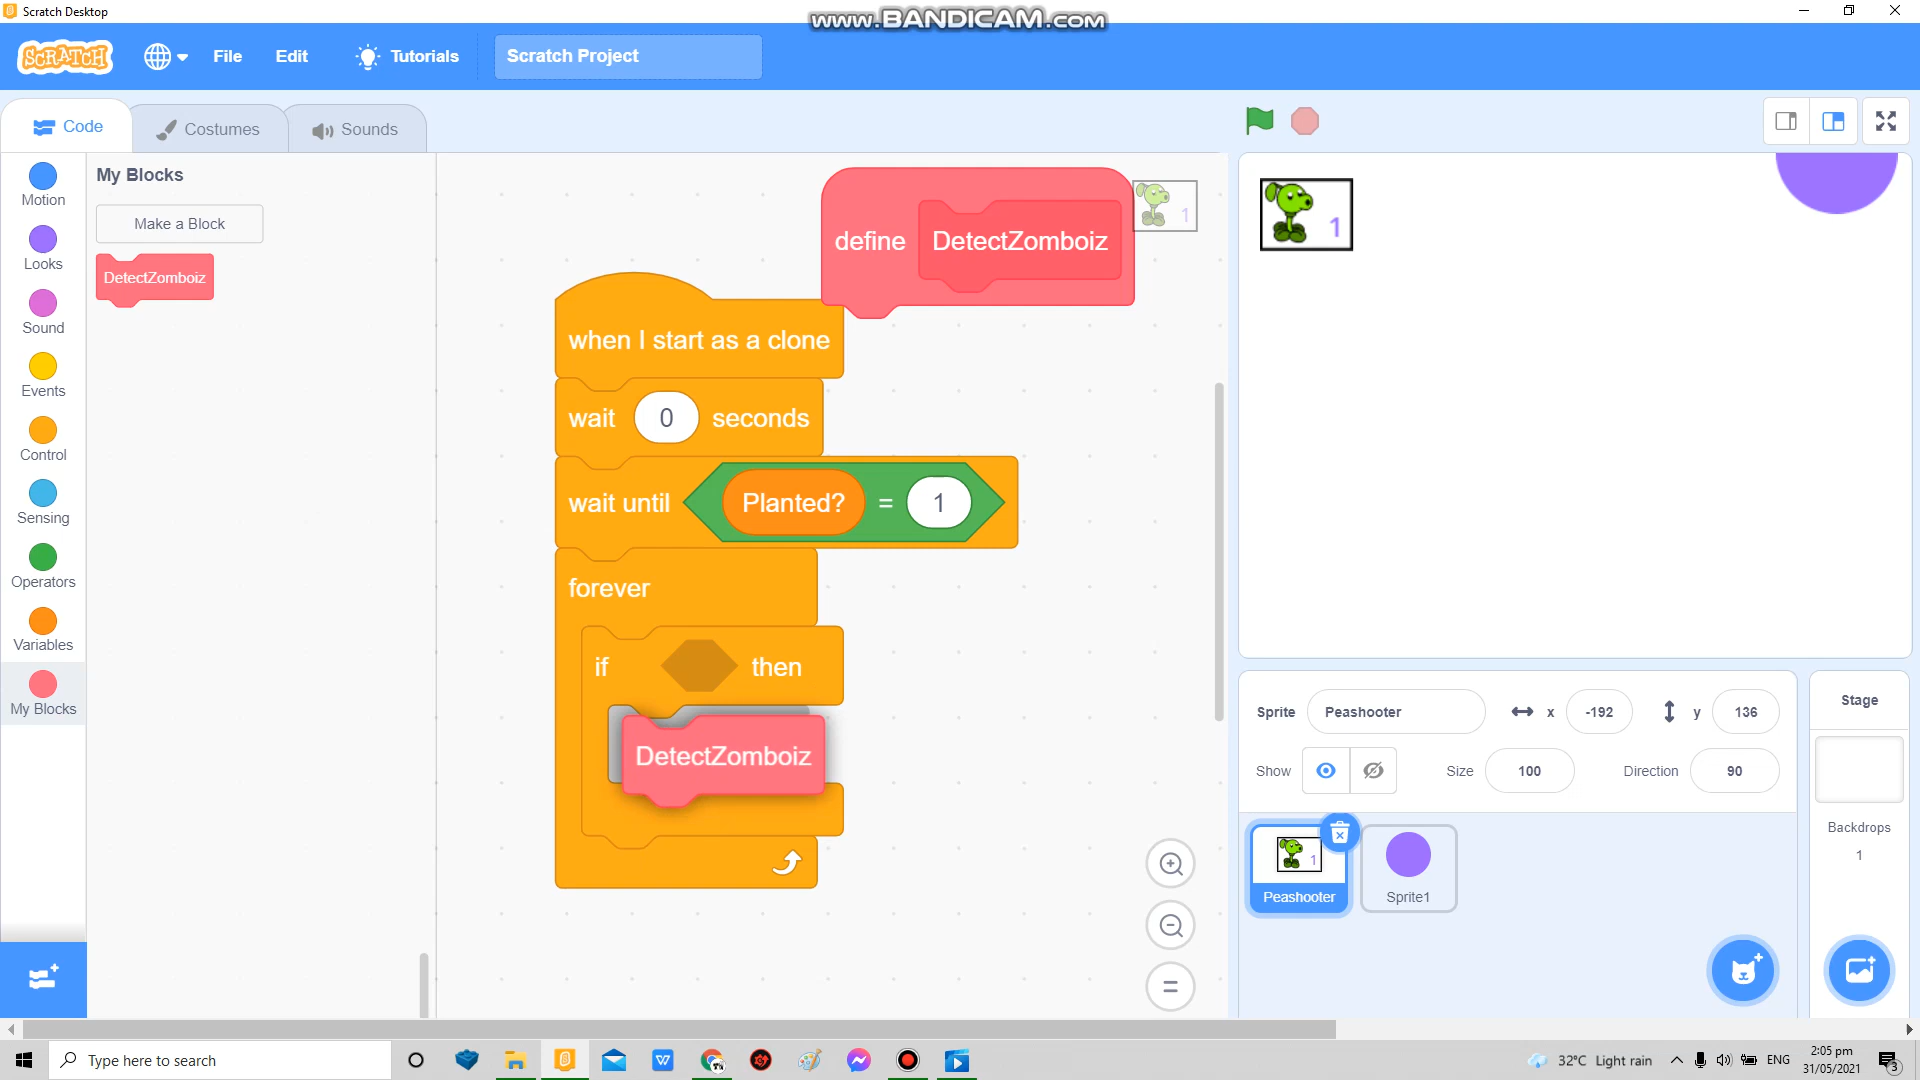 Scratch Desktop
www.BANDICAM.com
SCRATCH
File
Edit
Tutorials
Scratch Project
Code
Costumes
Sounds
Motion
Looks
Sound
Events
Control
Sensing
Operators
Variables
My Blocks
My Blocks
Make a Block
DetectZomboiz
define DetectZomboiz
1
when I start as a clone
wait 0 seconds
wait until Planted? = 1
forever
if then
DetectZomboiz
1
Sprite Peashooter x -192 y 136
Show Size 100 Direction 90
1
Peashooter
Sprite1
Stage
Backdrops
1
Type here to search
W
32°C Light rain
ENG
2:05 pm
31/05/2021
3